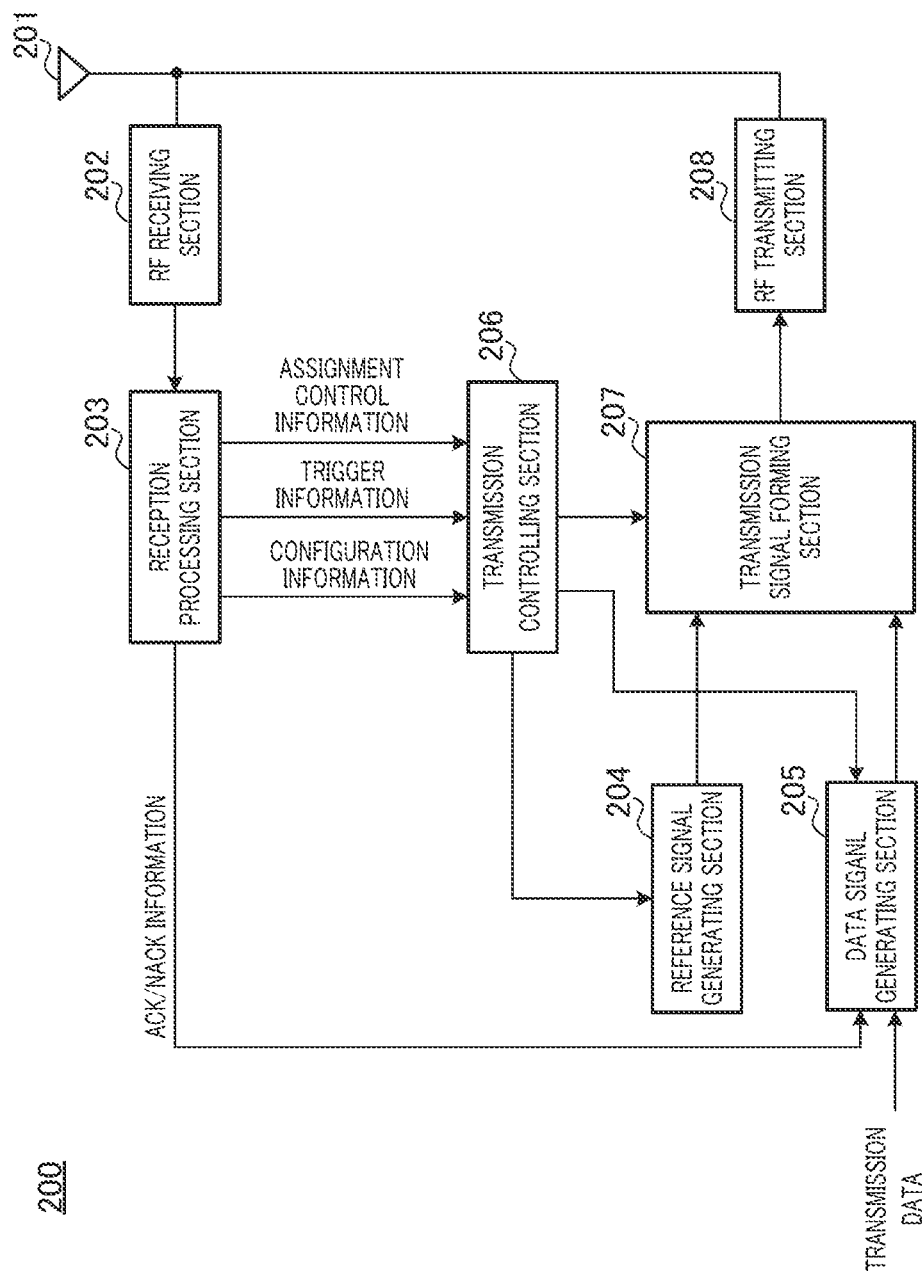 200
201
202
RF RECEIVING
SECTION
203
RECEPTION
PROCESSING SECTION
ASSIGNMENT
CONTROL
INFORMATION
TRIGGER
INFORMATION
CONFIGURATION
INFORMATION
ACK/NACK INFORMATION
206
TRANSMISSION
CONTROLLING SECTION
204
REFERENCE SIGNAL
GENERATING SECTION
205
DATA SIGANL
GENERATING SECTION
TRANSMISSION
DATA
207
TRANSMISSION
SIGNAL FORMING
SECTION
208
RF TRANSMITTING
SECTION